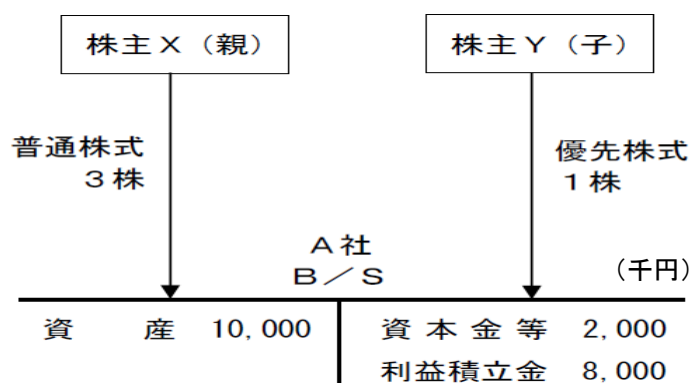 株主X（親）
株主Y（子）
普通株式
3株
優先株式
1株
A社
B／S
（千円）
資　産 10,000
資本金等 2,000
利益積立金 8,000